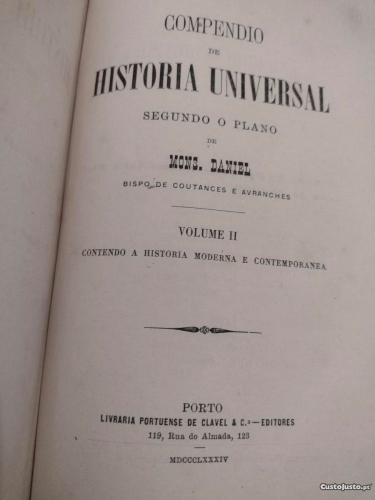 COMPENDIO
DE
HISTORIA UNIVERSAL
SEGUNDO O PLANO
DE
MONS. DANIEL
BISPO DE COUTANCES E AVRANCHES
VOLUME II
CONTENDO A HISTORIA MODERNA E CONTEMPORANEA
PORTO
LIVRARIA PORTUENSE DE CLAVEL & C.ª—EDITORES
119, Rua do Almada, 123
MDCCCLXXXIV
CustoJusto.pt